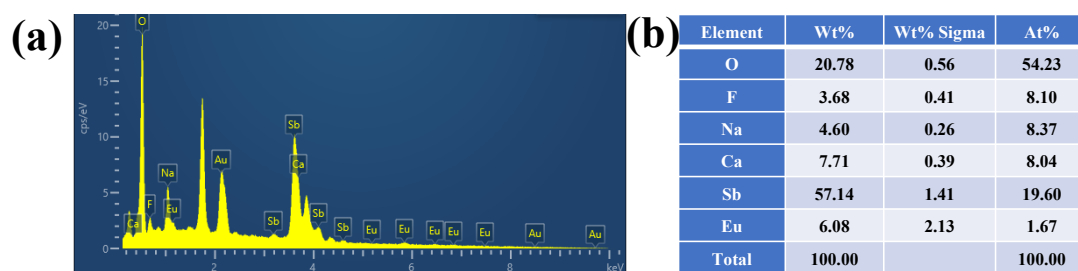 (a)
cps/eV
20
15
10
5
0
O
Ca
F
Na
Eu
Au
Sb
Sb
Ca
Sb
Sb
Eu
Eu
Eu
Eu
Eu
Au
Au
2
4
6
8
keV
(b)
Element Wt% Wt% Sigma At%
O 20.78 0.56 54.23
F 3.68 0.41 8.10
Na 4.60 0.26 8.37
Ca 7.71 0.39 8.04
Sb 57.14 1.41 19.60
Eu 6.08 2.13 1.67
Total 100.00 100.00